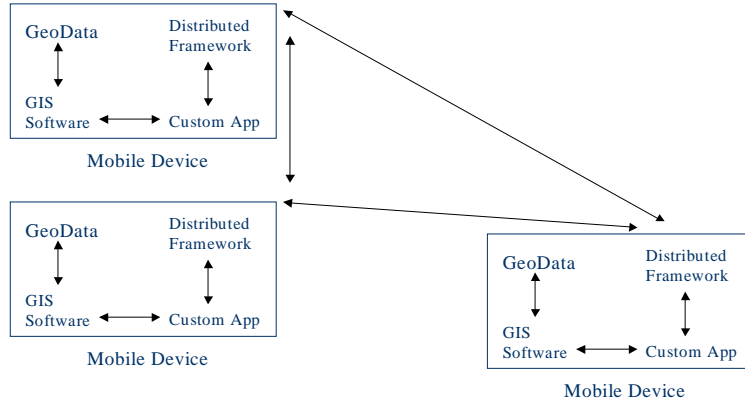 GeoData
Distributed
Framework
GIS
Software
Custom App
Mobile Device
GeoData
Distributed
Framework
GIS
Software
Custom App
Mobile Device
GeoData
Distributed
Framework
GIS
Software
Custom App
Mobile Device